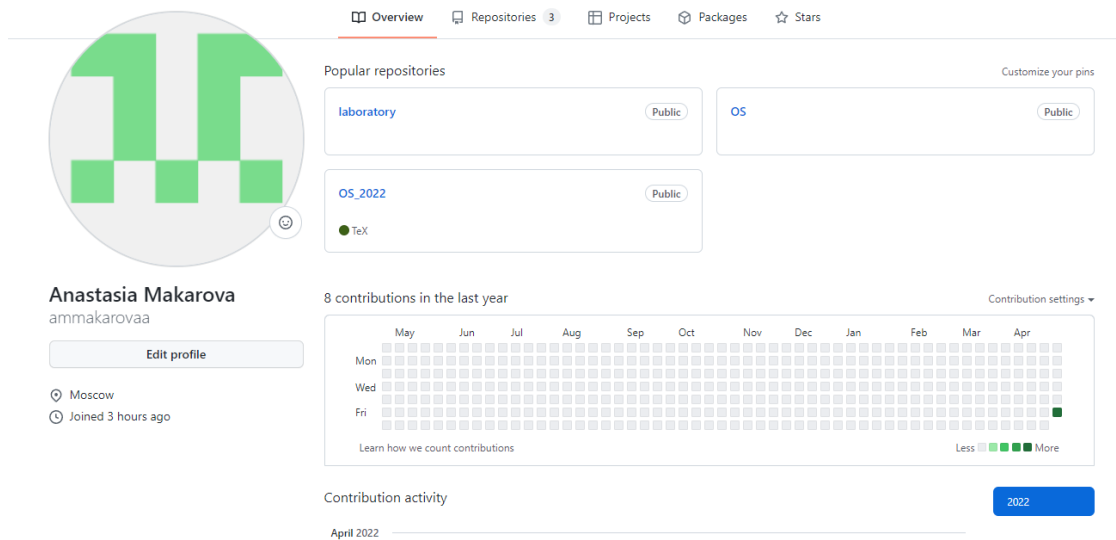 Overview Repositories 3 Projects Packages Stars
Popular repositories Customize your pins
laboratory Public OS Public
OS_2022 Public
TeX
Anastasia Makarova
ammakarovaa
Edit profile
Moscow
Joined 3 hours ago
8 contributions in the last year Contribution settings
May Jun Jul Aug Sep Oct Nov Dec Jan Feb Mar Apr
Mon
Wed
Fri
Learn how we count contributions Less More
Contribution activity 2022
April 2022